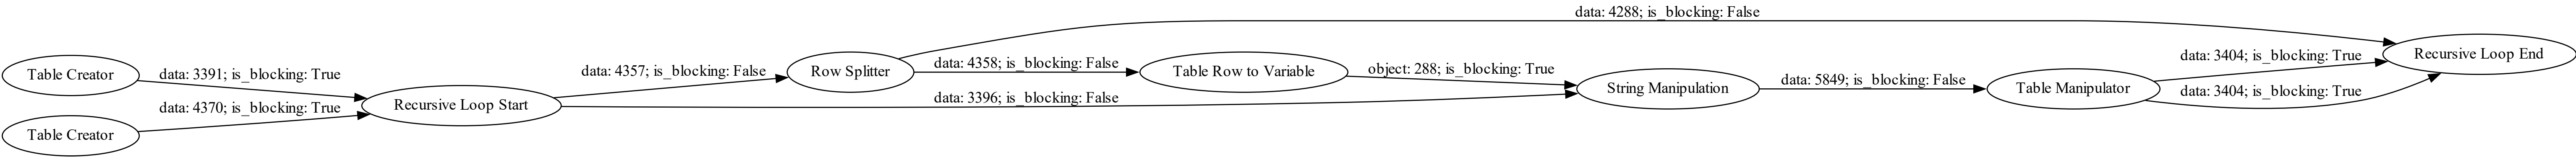 data: 4288; is_blocking: False
Table Creator
data: 3391; is_blocking: True
Recursive Loop Start
data: 4357; is_blocking: False
Row Splitter
data: 4358; is_blocking: False
Table Row to Variable
object: 288; is_blocking: True
String Manipulation
data: 5849; is_blocking: False
Table Manipulator
data: 3404; is_blocking: True
Recursive Loop End
data: 3404; is_blocking: True
data: 3396; is_blocking: False
data: 4370; is_blocking: True
Table Creator